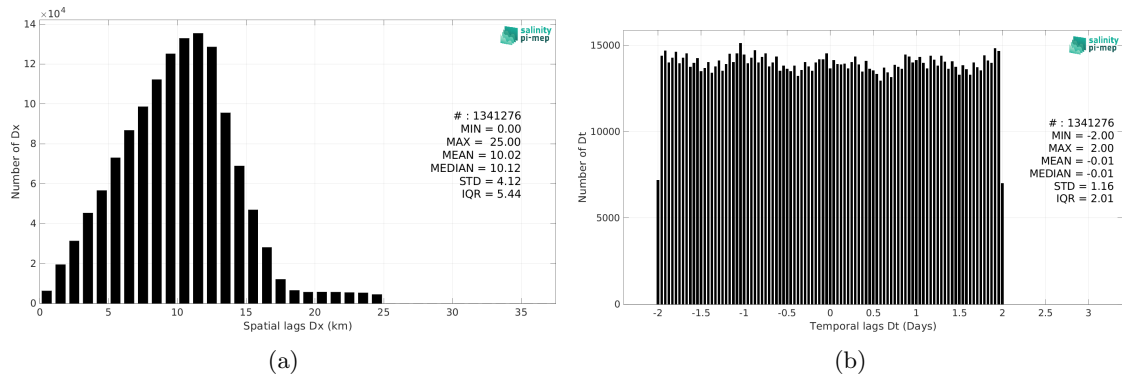 ×10⁴
14
12
10
8
6
4
2
0
Number of Dx
0 5 10 15 20 25 30 35
Spatial lags Dx (km)
salinity
pi-mep
# : 1341276
MIN = 0.00
MAX = 25.00
MEAN = 10.02
MEDIAN = 10.12
STD = 4.12
IQR = 5.44
(a)
15000
10000
5000
0
Number of Dt
-2 -1.5 -1 -0.5 0 0.5 1 1.5 2 2.5 3
Temporal lags Dt (Days)
salinity
pi-mep
# : 1341276
MIN = -2.00
MAX = 2.00
MEAN = -0.01
MEDIAN = -0.01
STD = 1.16
IQR = 2.01
(b)